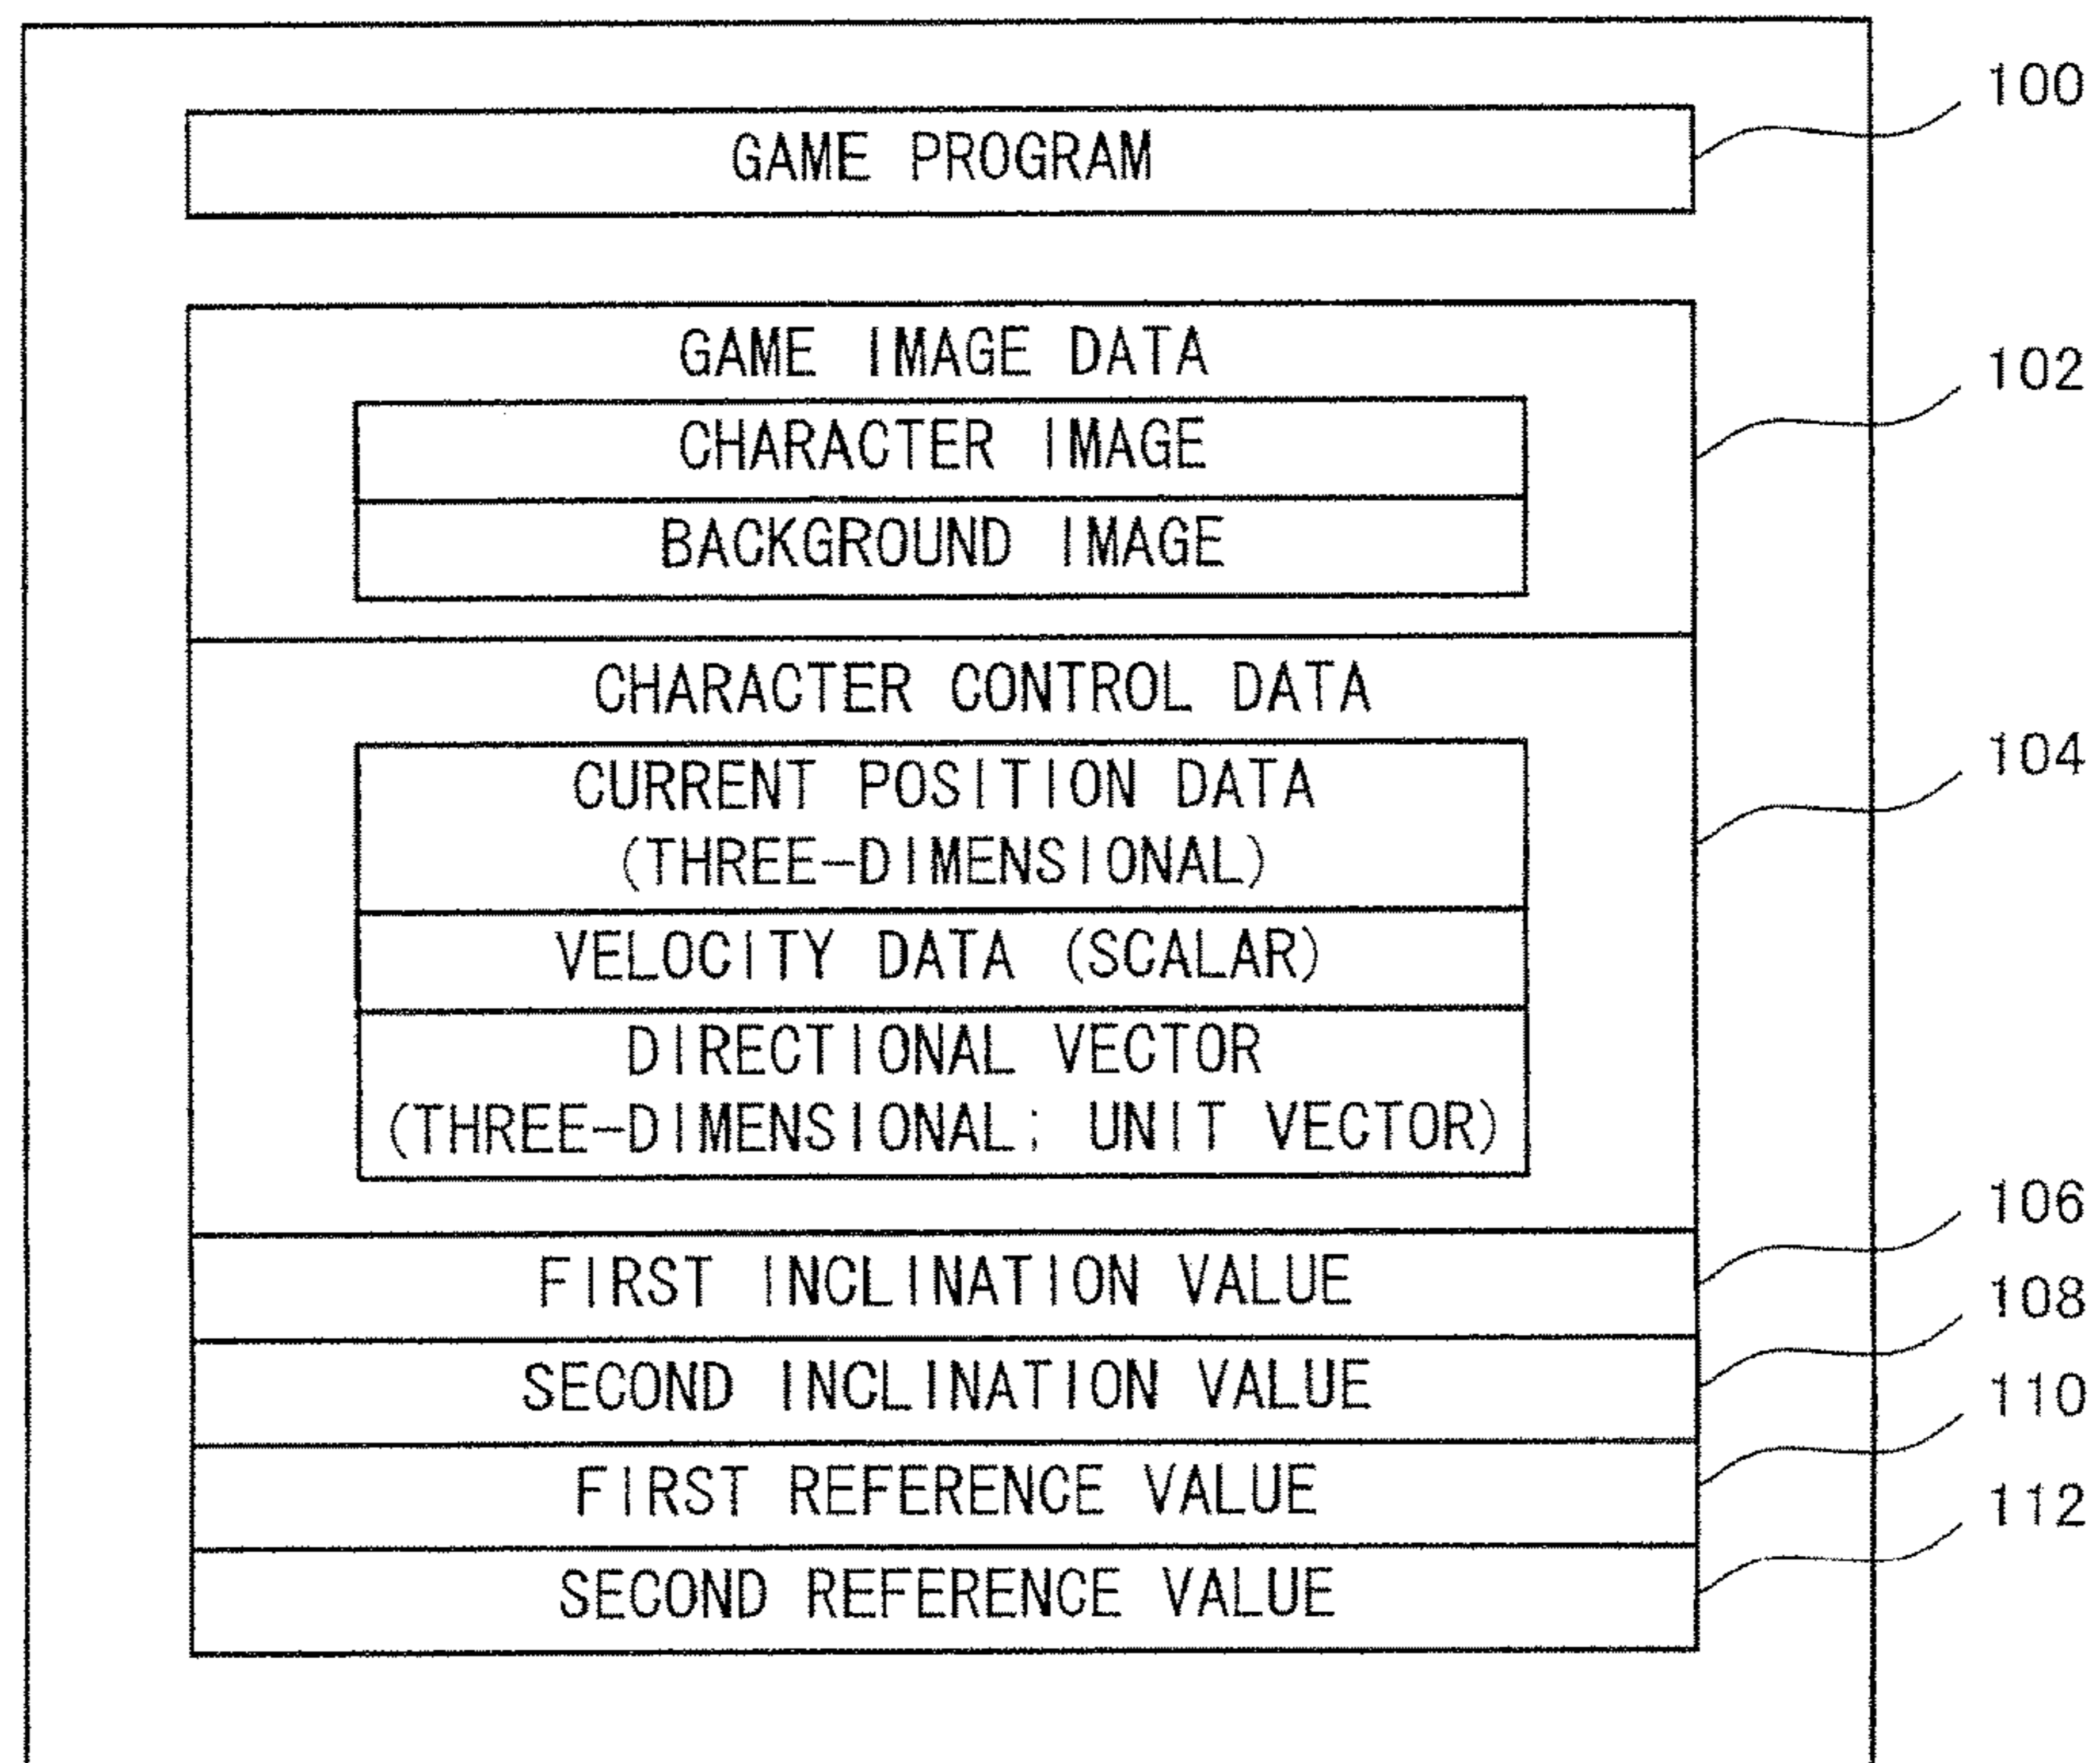 GAME PROGRAM
100
GAME IMAGE DATA
102
CHARACTER IMAGE
BACKGROUND IMAGE
CHARACTER CONTROL DATA
104
CURRENT POSITION DATA
(THREE-DIMENSIONAL)
VELOCITY DATA (SCALAR)
DIRECTIONAL VECTOR
(THREE-DIMENSIONAL; UNIT VECTOR)
106
FIRST INCLINATION VALUE
108
SECOND INCLINATION VALUE
110
FIRST REFERENCE VALUE
112
SECOND REFERENCE VALUE